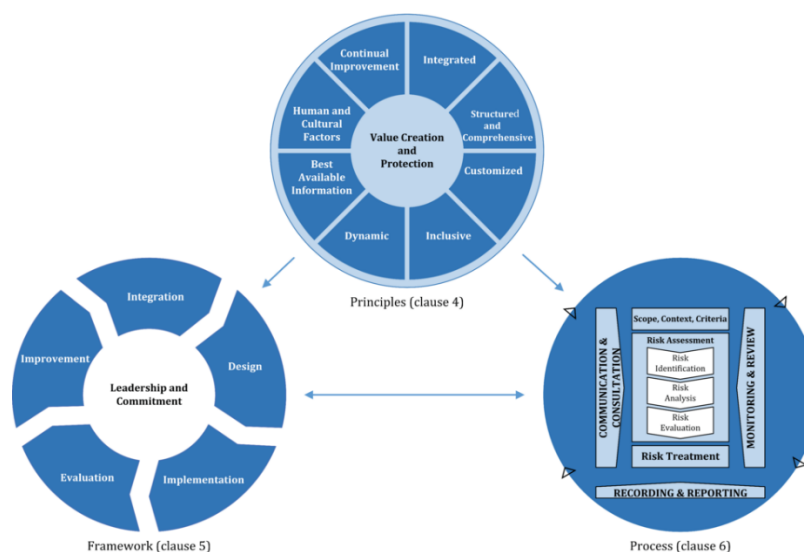 Continual
Improvement
Integrated
Human and
Cultural
Factors
Structured
and
Comprehensive
Value Creation
and
Protection
Best
Available
Information
Customized
Dynamic
Inclusive
Principles (clause 4)
Integration
Improvement
Design
Leadership and
Commitment
Evaluation
Implementation
Framework (clause 5)
Scope, Context, Criteria
COMMUNICATION &
CONSULTATION
Risk Assessment
Risk
Identification
Risk
Analysis
Risk
Evaluation
MONITORING & REVIEW
Risk Treatment
RECORDING & REPORTING
Process (clause 6)